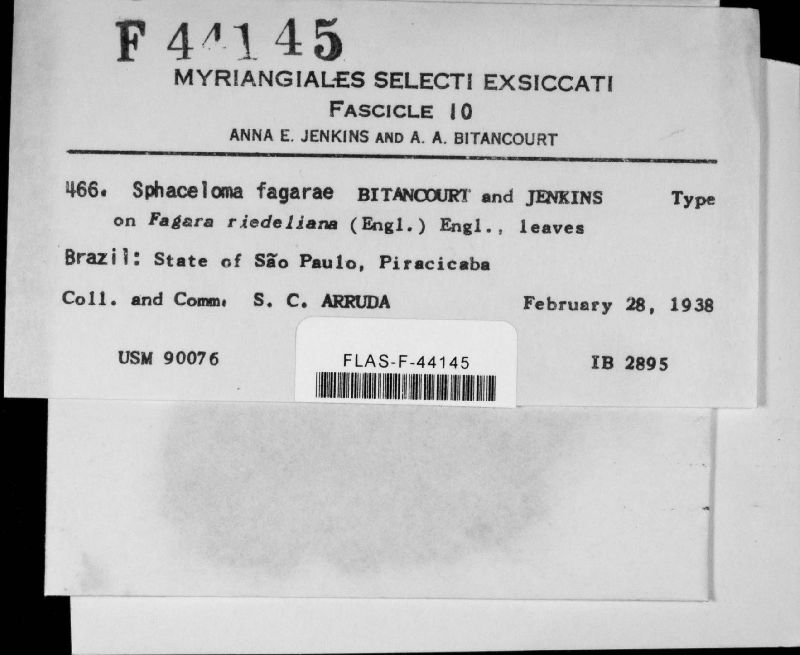 F 44145
MYRIANGIALES SELECTI EXSICCATI
FASCICLE 10
ANNA E. JENKINS AND A. A. BITANCOURT
466. Sphaceloma fagarae BITANCOURT and JENKINS Type
on Fagara riedeliana (Engl.) Engl., leaves
Brazil: State of São Paulo, Piracicaba
Coll. and Comm. S. C. ARRUDA February 28, 1938
USM 90076 FLAS-F-44145 IB 2895